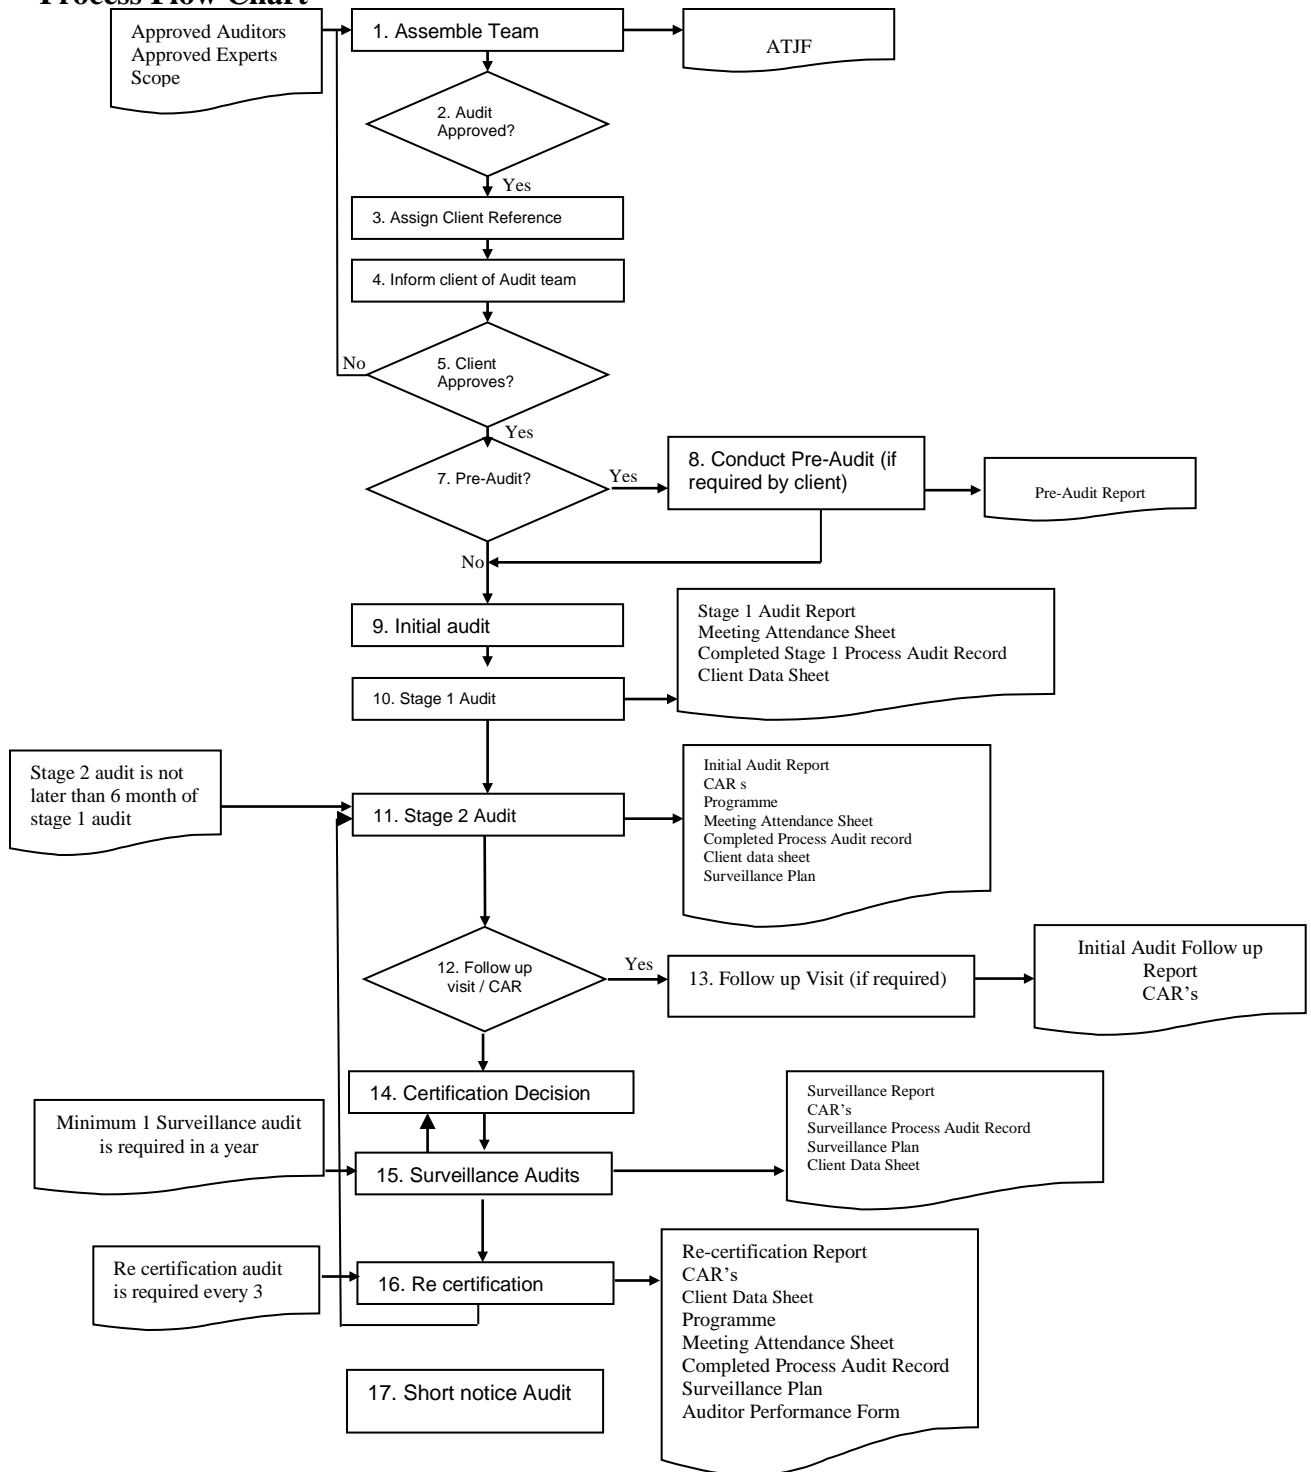 Process Flow Chart
Approved Auditors
Approved Experts
Scope
1. Assemble Team
ATJF
2. Audit
Approved?
Yes
3. Assign Client Reference
4. Inform client of Audit team
5. Client
Approves?
No
Yes
7. Pre-Audit?
Yes
8. Conduct Pre-Audit (if
required by client)
Pre-Audit Report
No
9. Initial audit
Stage 1 Audit Report
Meeting Attendance Sheet
Completed Stage 1 Process Audit Record
Client Data Sheet
10. Stage 1 Audit
Stage 2 audit is not
later than 6 month of
stage 1 audit
11. Stage 2 Audit
Initial Audit Report
CAR s
Programme
Meeting Attendance Sheet
Completed Process Audit record
Client data sheet
Surveillance Plan
12. Follow up
visit / CAR
Yes
13. Follow up Visit (if required)
Initial Audit Follow up
Report
CAR's
14. Certification Decision
Minimum 1 Surveillance audit
is required in a year
15. Surveillance Audits
Surveillance Report
CAR's
Surveillance Process Audit Record
Surveillance Plan
Client Data Sheet
Re certification audit
is required every 3
16. Re certification
Re-certification Report
CAR's
Client Data Sheet
Programme
Meeting Attendance Sheet
Completed Process Audit Record
Surveillance Plan
Auditor Performance Form
17. Short notice Audit